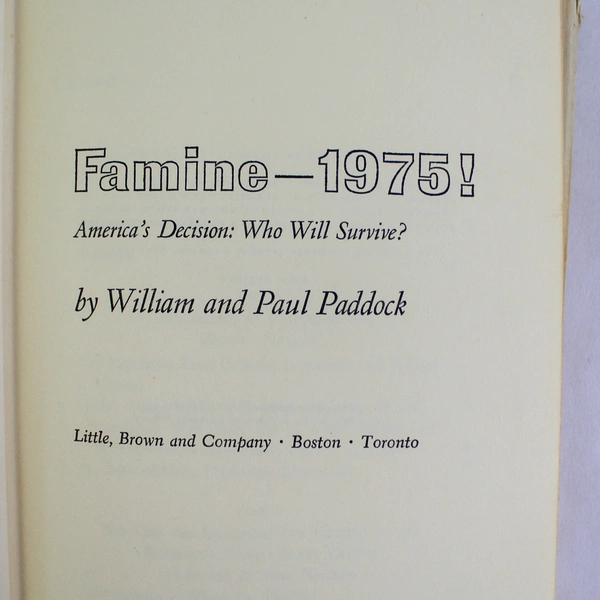 Famine—1975!
America's Decision: Who Will Survive?
by William and Paul Paddock
Little, Brown and Company · Boston · Toronto